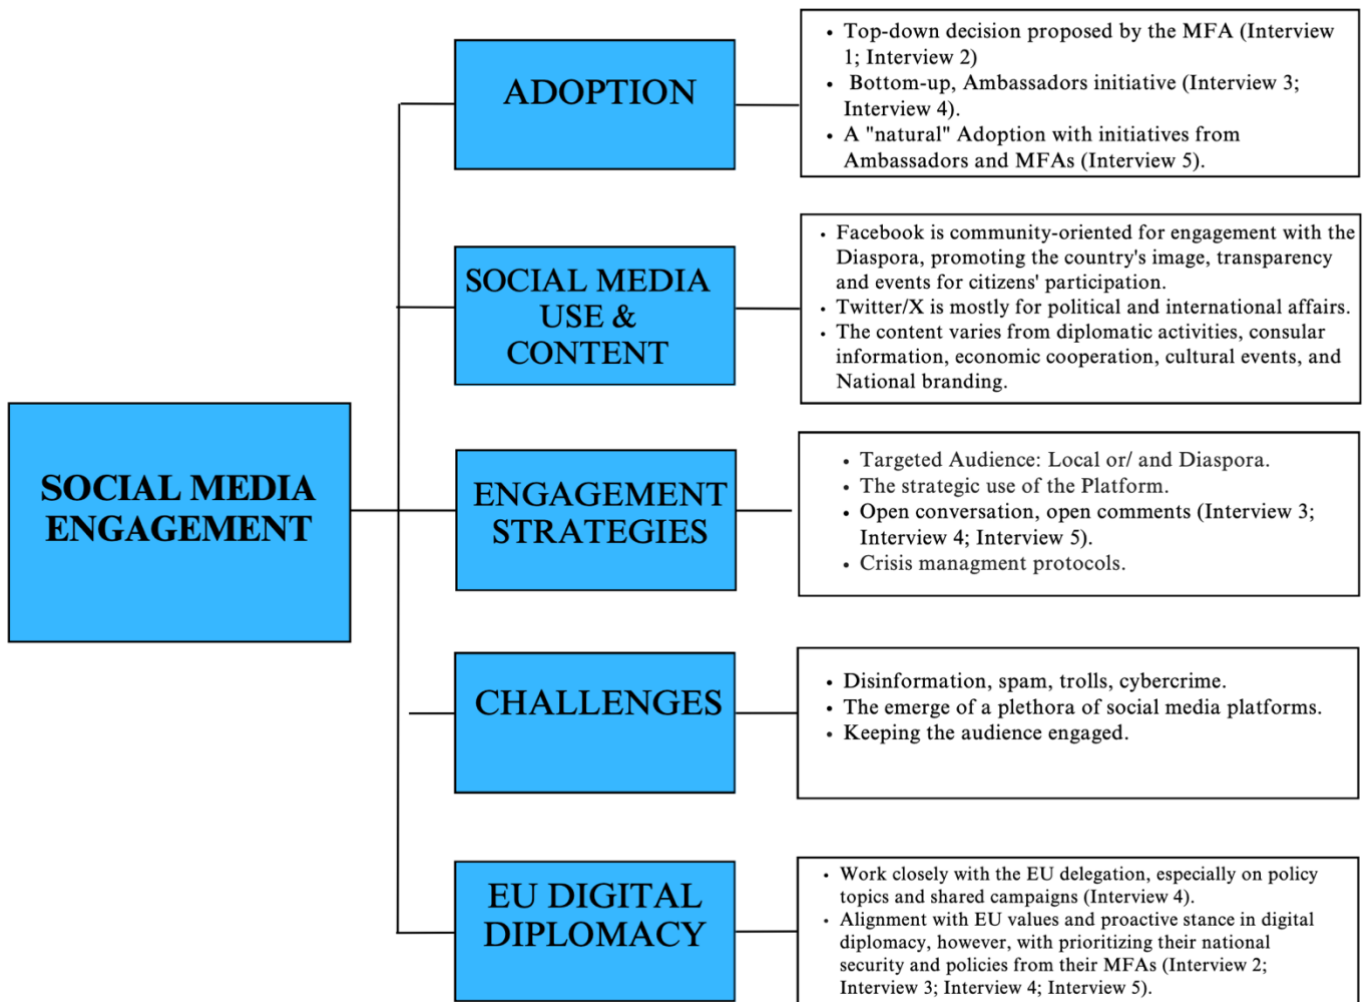 SOCIAL MEDIA
ENGAGEMENT
ADOPTION
• Top-down decision proposed by the MFA (Interview
1; Interview 2)
• Bottom-up, Ambassadors initiative (Interview 3;
Interview 4).
• A "natural" Adoption with initiatives from
Ambassadors and MFAs (Interview 5).
SOCIAL MEDIA
USE &
CONTENT
• Facebook is community-oriented for engagement with the
Diaspora, promoting the country's image, transparency
and events for citizens' participation.
• Twitter/X is mostly for political and international affairs.
• The content varies from diplomatic activities, consular
information, economic cooperation, cultural events, and
National branding.
ENGAGEMENT
STRATEGIES
• Targeted Audience: Local or/ and Diaspora.
• The strategic use of the Platform.
• Open conversation, open comments (Interview 3;
Interview 4; Interview 5).
• Crisis managment protocols.
CHALLENGES
• Disinformation, spam, trolls, cybercrime.
• The emerge of a plethora of social media platforms.
• Keeping the audience engaged.
EU DIGITAL
DIPLOMACY
• Work closely with the EU delegation, especially on policy
topics and shared campaigns (Interview 4).
• Alignment with EU values and proactive stance in digital
diplomacy, however, with prioritizing their national
security and policies from their MFAs (Interview 2;
Interview 3; Interview 4; Interview 5).